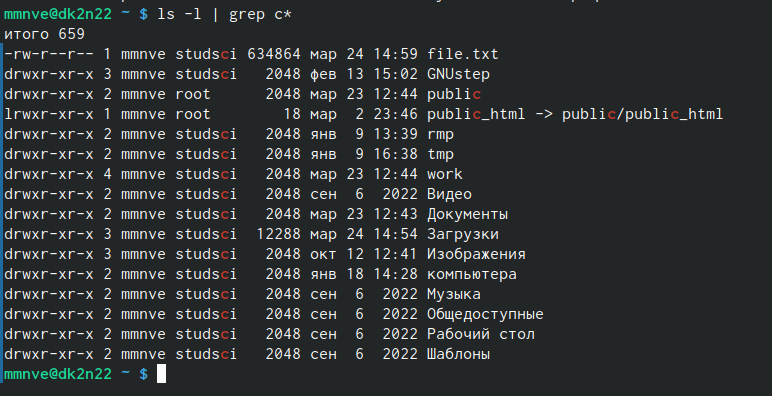 mmnve@dk2n22 ~ $ ls -l | grep c*
итого 659
-rw-r--r-- 1 mmnve studsci 634864 мар 24 14:59 file.txt
drwxr-xr-x 3 mmnve studsci   2048 фев 13 15:02 GNUstep
drwxr-xr-x 2 mmnve root      2048 мар 23 12:44 public
lrwxr-xr-x 1 mmnve root        18 мар  2 23:46 public_html -> public/public_html
drwxr-xr-x 2 mmnve studsci   2048 янв  9 13:39 rmp
drwxr-xr-x 2 mmnve studsci   2048 янв  9 16:38 tmp
drwxr-xr-x 4 mmnve studsci   2048 мар 23 12:44 work
drwxr-xr-x 2 mmnve studsci   2048 сен  6  2022 Видео
drwxr-xr-x 2 mmnve studsci   2048 мар 23 12:43 Документы
drwxr-xr-x 3 mmnve studsci  12288 мар 24 14:54 Загрузки
drwxr-xr-x 3 mmnve studsci   2048 окт 12 12:41 Изображения
drwxr-xr-x 2 mmnve studsci   2048 янв 18 14:28 компьютера
drwxr-xr-x 2 mmnve studsci   2048 сен  6  2022 Музыка
drwxr-xr-x 2 mmnve studsci   2048 сен  6  2022 Общедоступные
drwxr-xr-x 2 mmnve studsci   2048 сен  6  2022 Рабочий стол
drwxr-xr-x 2 mmnve studsci   2048 сен  6  2022 Шаблоны
mmnve@dk2n22 ~ $